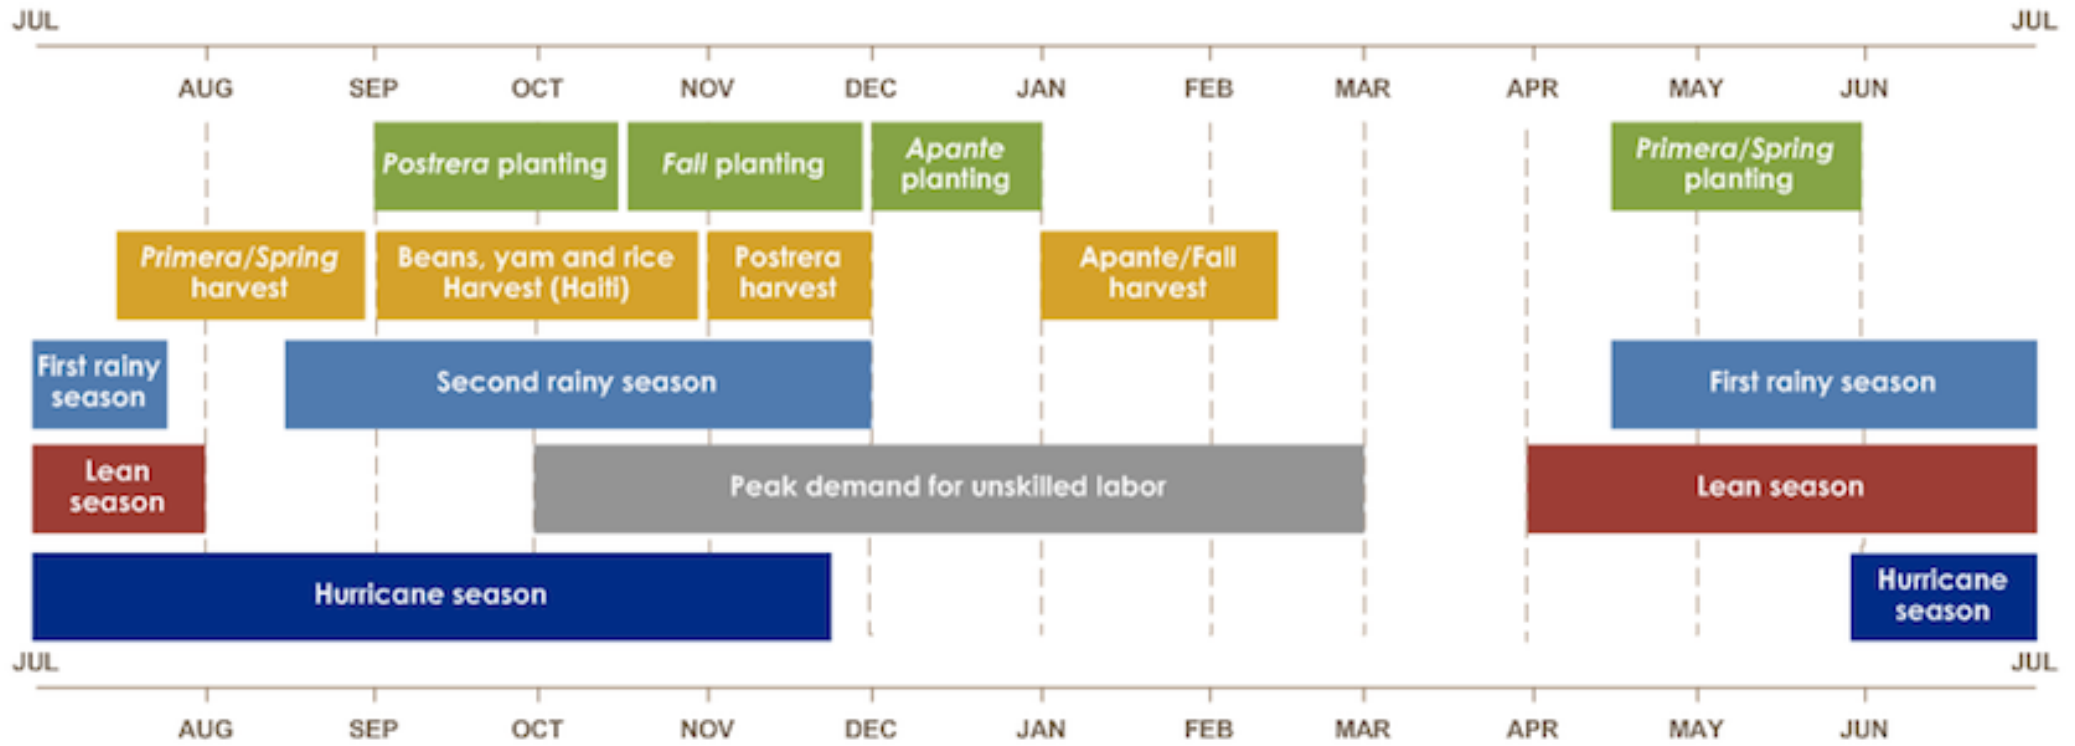 JUL JUL
AUG SEP OCT NOV DEC JAN FEB MAR APR MAY JUN
Postrera planting
Fall planting
Apante
planting
Primera/Spring
planting
Primera/Spring
harvest
Beans, yam and rice
Harvest (Haiti)
Postrera
harvest
Apante/Fall
harvest
First rainy
season
Second rainy season
First rainy season
Lean
season
Peak demand for unskilled labor
Lean season
Hurricane season
Hurricane
season
JUL JUL
AUG SEP OCT NOV DEC JAN FEB MAR APR MAY JUN